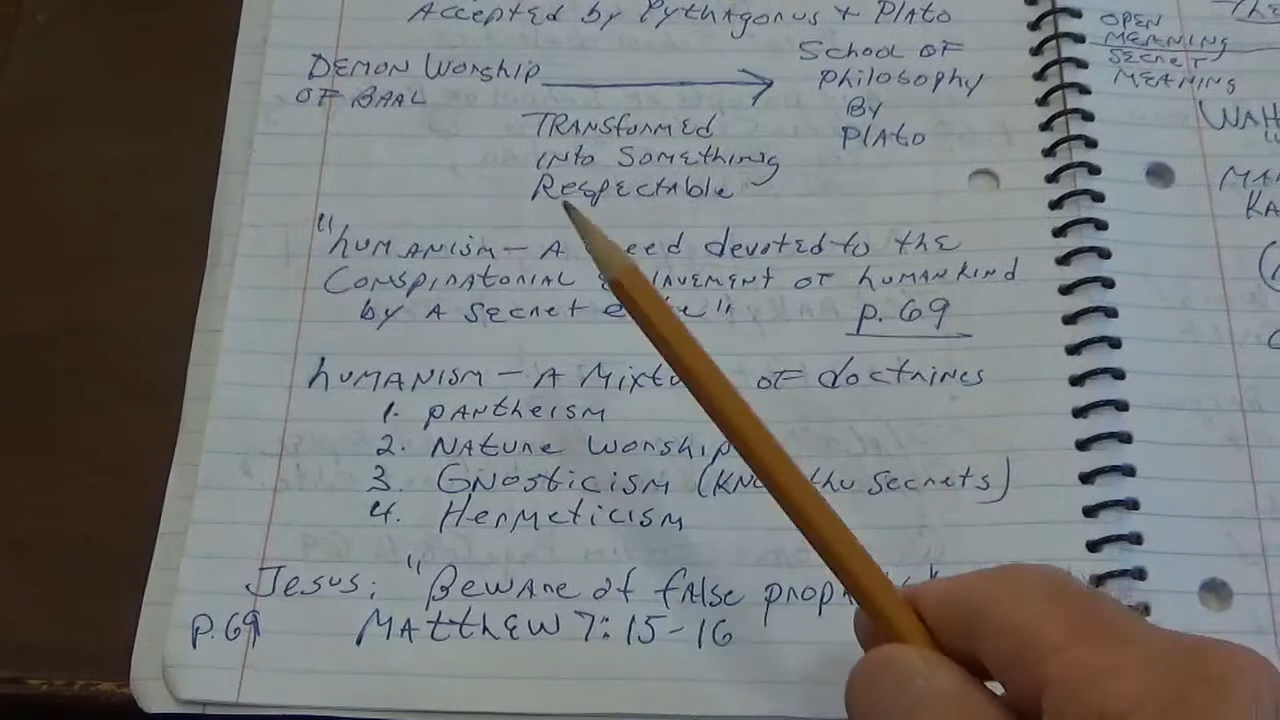 Accepted by Pythagorus + Plato
Demon Worship
of Baal
School of
Philosophy
By
Plato
Transformed
into Something
Respectable
"humanism - A devoted to the
Conspiratorial of humankind
by A Secret "
p. 69
humanism - A of doctrines
1. pantheism
2. Nature Worship
3. Gnosticism ( the Secrets)
4. Hermeticism
Jesus: "Beware of false
p. 69 Matthew 7:15-16
OPEN
MEANING
SECRET
MEANING